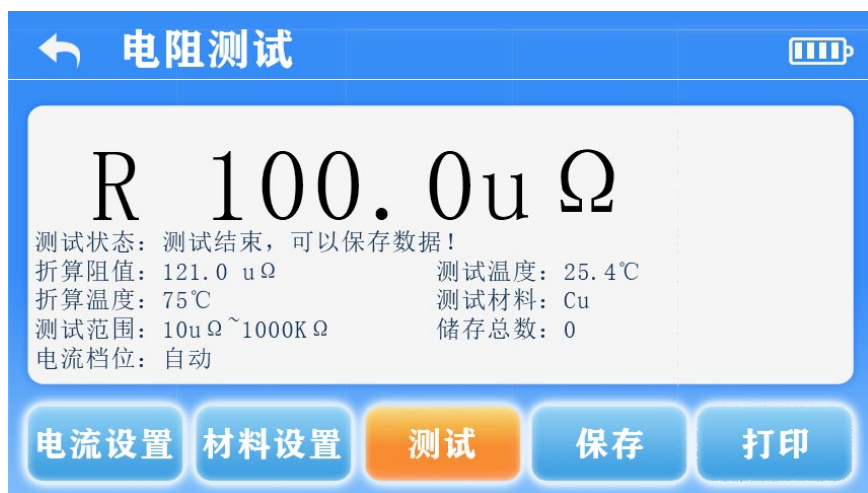 电阻测试
R 100.0uΩ
测试状态：测试结束，可以保存数据！
折算阻值：121.0 uΩ 测试温度：25.4℃
折算温度：75℃ 测试材料：Cu
测试范围：10uΩ~1000KΩ 储存总数：0
电流档位：自动
电流设置 材料设置 测试 保存 打印